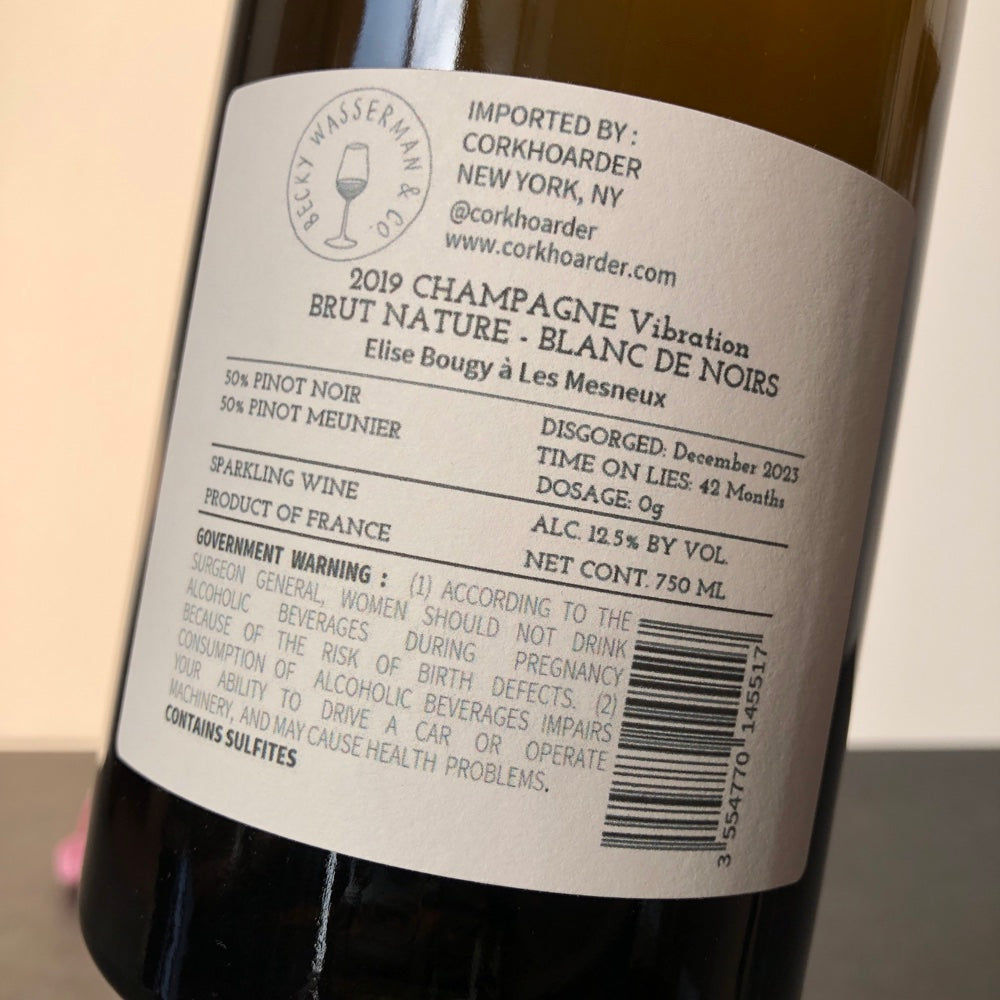 BECKY WASSERMAN & CO.
IMPORTED BY :
CORKHOARDER
NEW YORK, NY
@corkhoarder
www.corkhoarder.com
2019 CHAMPAGNE Vibration
BRUT NATURE - BLANC DE NOIRS
Elise Bougy à Les Mesneux
50% PINOT NOIR
50% PINOT MEUNIER
DISGORGED: December 2023
TIME ON LIES: 42 Months
DOSAGE: 0g
SPARKLING WINE
PRODUCT OF FRANCE
ALC. 12.5% BY VOL.
NET CONT. 750 ML
GOVERNMENT WARNING : (1) ACCORDING TO THE
SURGEON GENERAL, WOMEN SHOULD NOT DRINK
ALCOHOLIC BEVERAGES DURING PREGNANCY
BECAUSE OF THE RISK OF BIRTH DEFECTS. (2)
CONSUMPTION OF ALCOHOLIC BEVERAGES IMPAIRS
YOUR ABILITY TO DRIVE A CAR OR OPERATE
MACHINERY, AND MAY CAUSE HEALTH PROBLEMS.
CONTAINS SULFITES
3 554770 145517